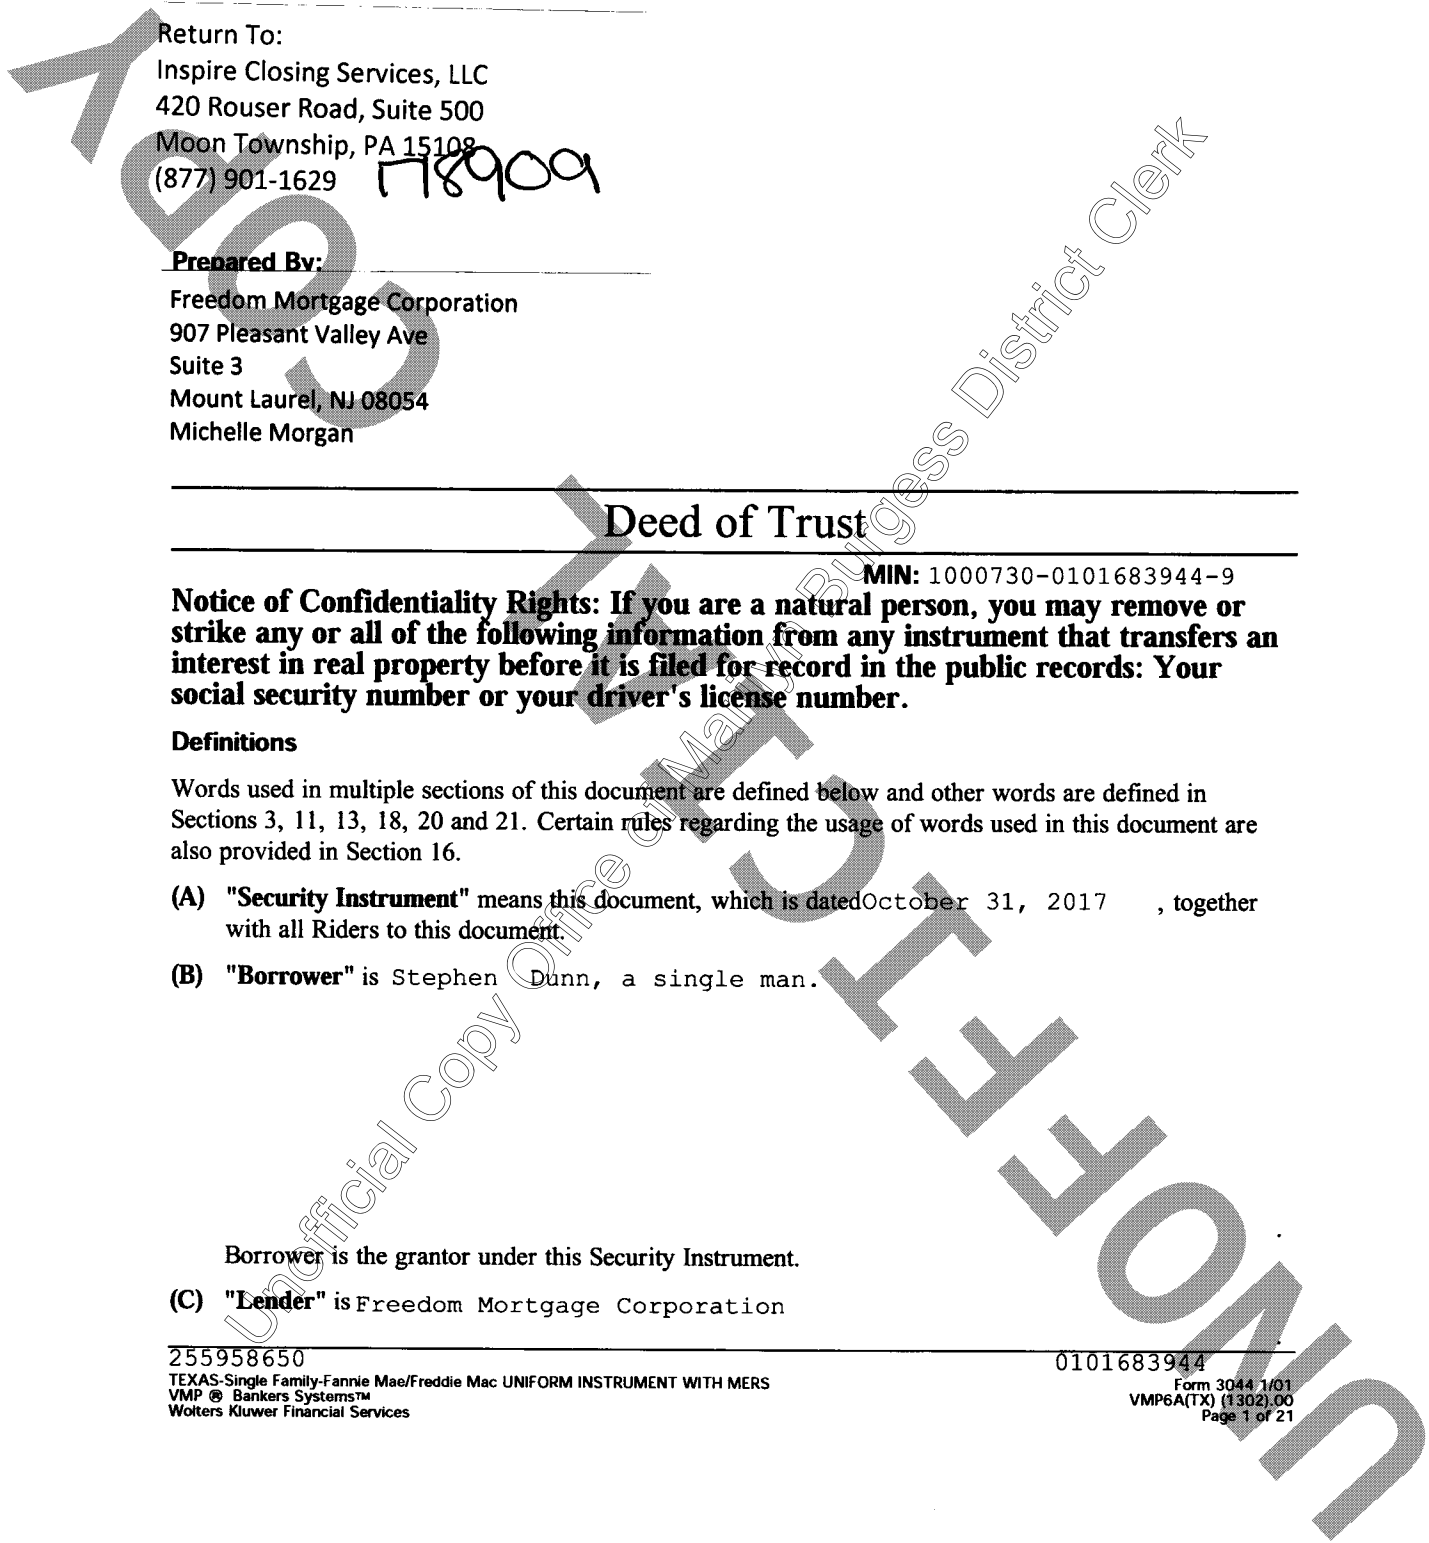 Return To:
Inspire Closing Services, LLC
420 Rouser Road, Suite 500
Moon Township, PA 15108
(877) 901-1629 178909
Prepared By:
Freedom Mortgage Corporation
907 Pleasant Valley Ave
Suite 3
Mount Laurel, NJ 08054
Michelle Morgan
Deed of Trust
MIN: 1000730-0101683944-9
Notice of Confidentiality Rights: If you are a natural person, you may remove or
strike any or all of the following information from any instrument that transfers an
interest in real property before it is filed for record in the public records: Your
social security number or your driver's license number.
Definitions
Words used in multiple sections of this document are defined below and other words are defined in
Sections 3, 11, 13, 18, 20 and 21. Certain rules regarding the usage of words used in this document are
also provided in Section 16.
(A) "Security Instrument" means this document, which is dated October 31, 2017 , together
with all Riders to this document.
(B) "Borrower" is Stephen Dunn, a single man.
Borrower is the grantor under this Security Instrument.
(C) "Lender" is Freedom Mortgage Corporation
.
255958650 0101683944
TEXAS-Single Family-Fannie Mae/Freddie Mac UNIFORM INSTRUMENT WITH MERS
Form 3044 1/01
VMP ® Bankers Systems™
VMP6A(TX) (1302).00
Wolters Kluwer Financial Services
Page 1 of 21
UNOFFICIAL COPY
Unofficial Copy Office of Marilyn Burgess District Clerk